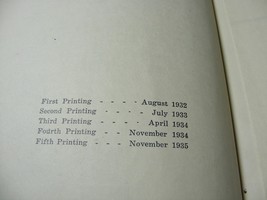 First Printing - - - - August 1932
Second Printing - - - - July 1933
Third Printing - - - - April 1934
Fourth Printing - - November 1934
Fifth Printing - - - November 1935